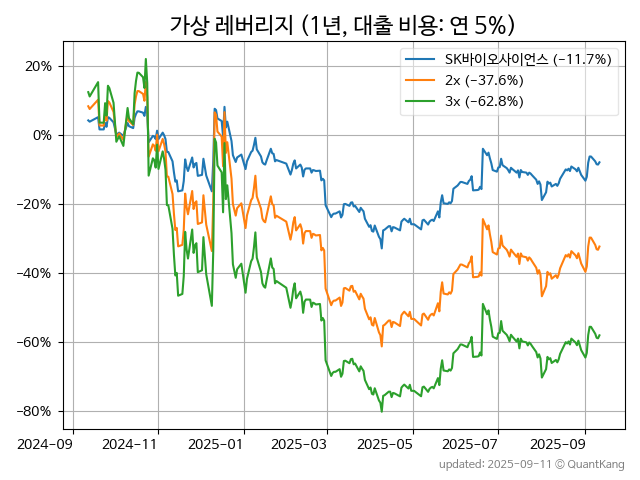 가상 레버리지 (1년, 대출 비용: 연 5%)
SK바이오사이언스 (−11.7%)
2x (−37.6%)
3x (−62.8%)
20%
0%
−20%
−40%
−60%
−80%
2024-09 2024-11 2025-01 2025-03 2025-05 2025-07 2025-09
updated: 2025-09-11 © QuantKang